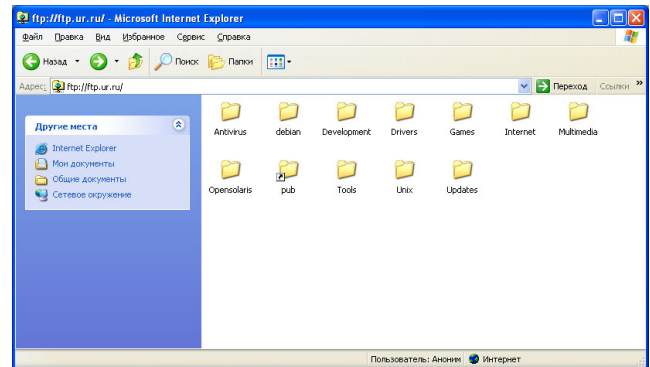 ftp://ftp.ur.ru/ - Microsoft Internet Explorer
Файл Правка Вид Избранное Сервис Справка
Назад Поиск Папки
Адрес: ftp://ftp.ur.ru/ Переход Ссылки »
Другие места
Internet Explorer
Мои документы
Общие документы
Сетевое окружение
Antivirus debian Development Drivers Games Internet Multimedia
Opensolaris pub Tools Unix Updates
Пользователь: Аноним Интернет